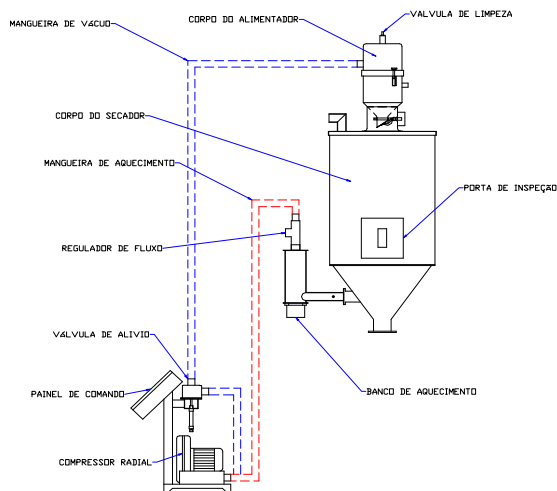 VALVULA DE LIMPEZA
CORPO DO ALIMENTADOR
MANGUEIRA DE VÁCUO
CORPO DO SECADOR
MANGUEIRA DE AQUECIMENTO
PORTA DE INSPEÇÃO
REGULADOR DE FLUXO
VÁLVULA DE ALIVIO
PAINEL DE COMANDO
BANCO DE AQUECIMENTO
COMPRESSOR RADIAL